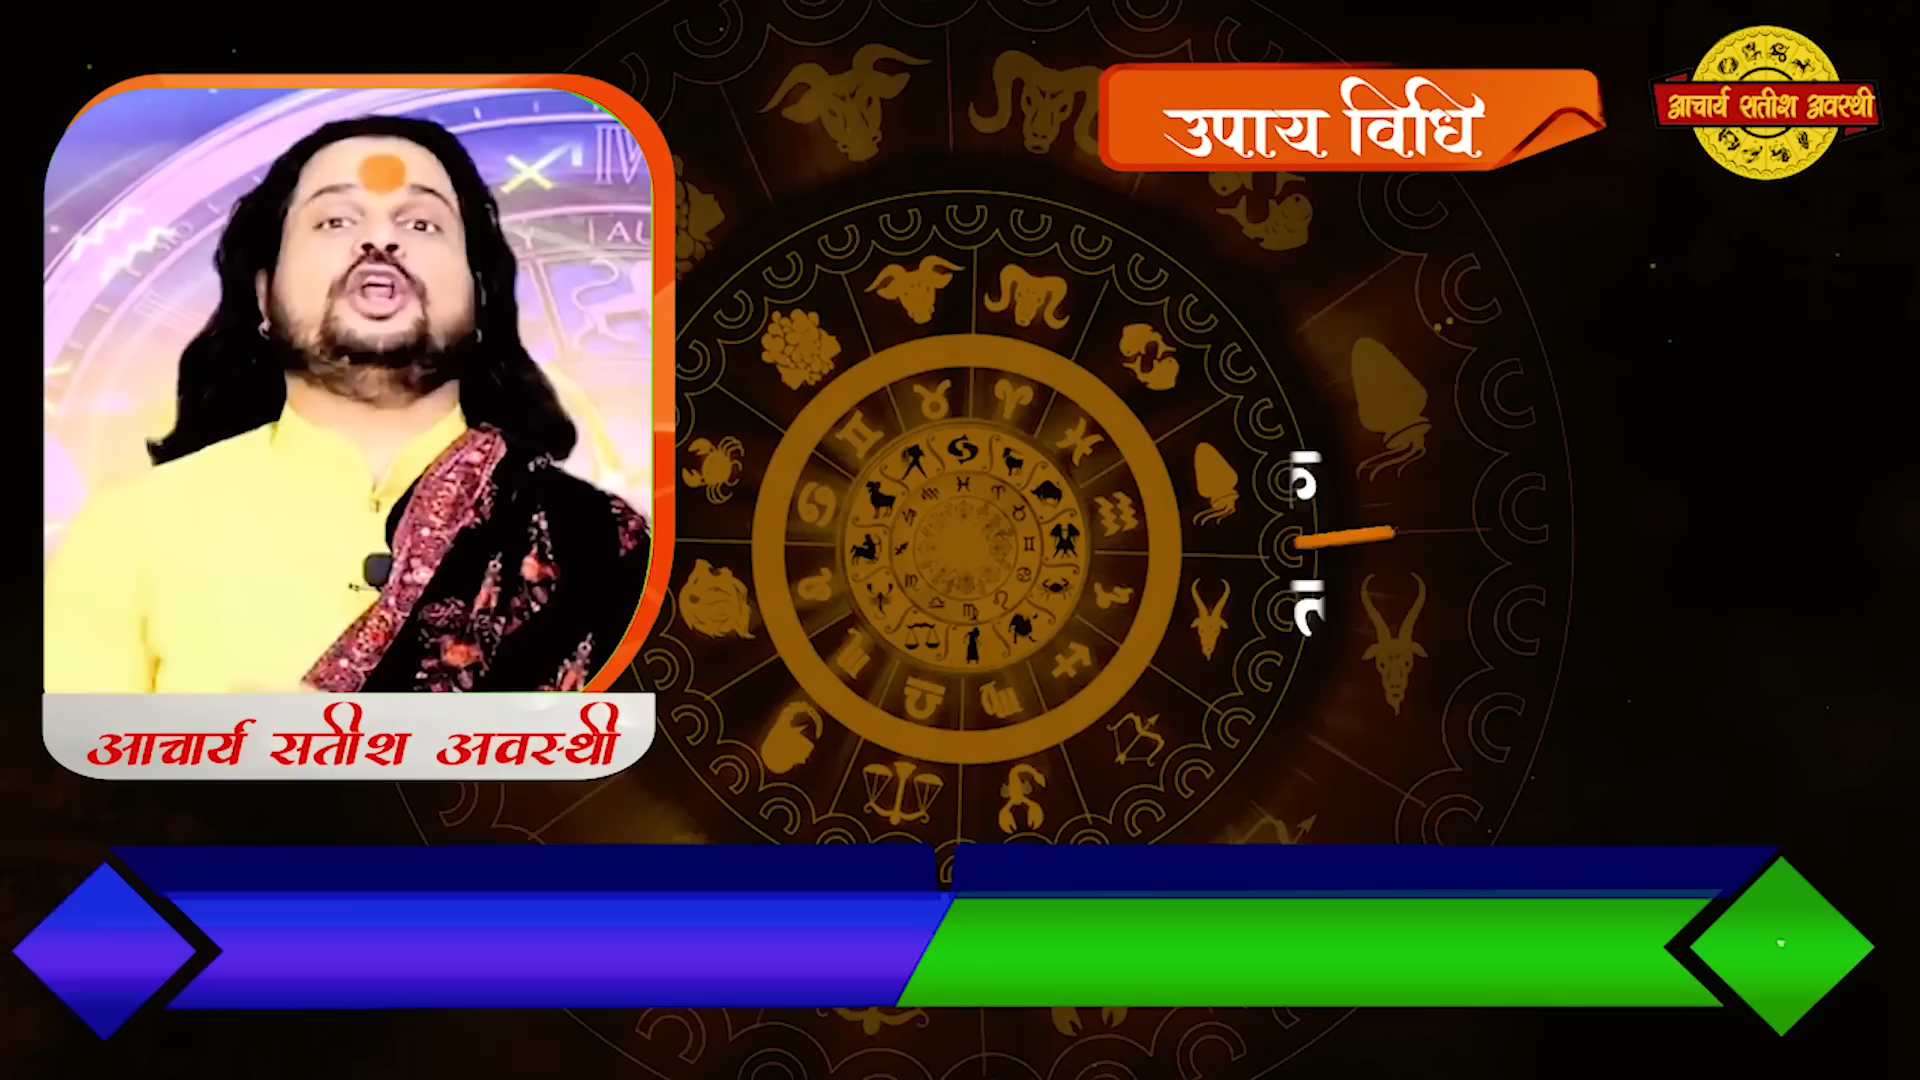 उपाय विधि
आचार्य सतीश अवस्थी
आचार्य सतीश अवस्थी